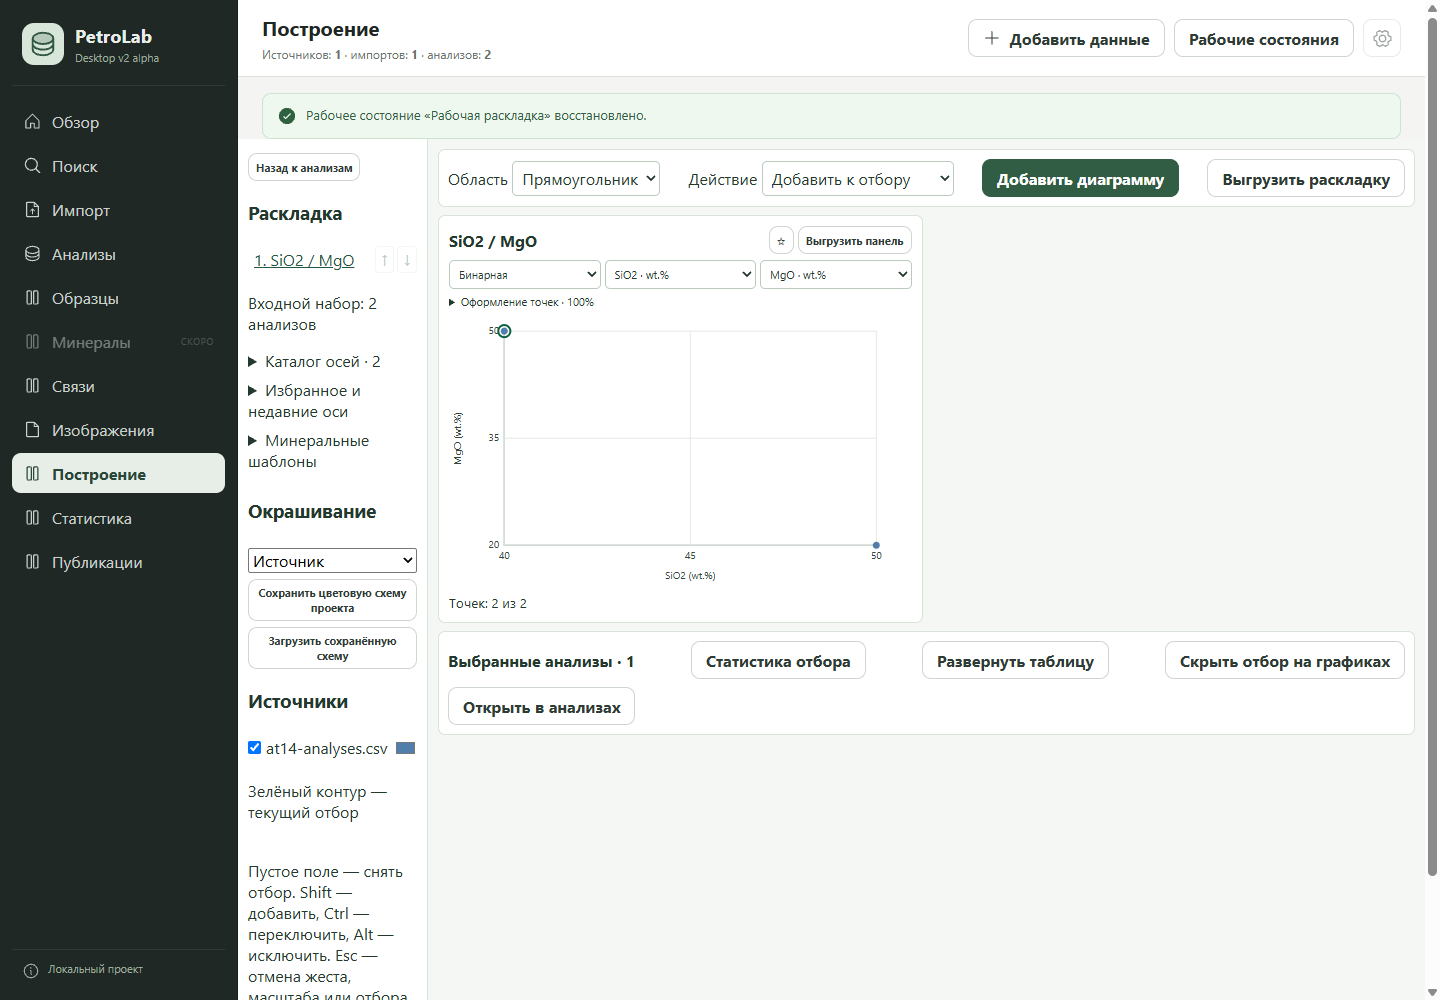 PetroLab
Desktop v2 alpha
Обзор
Поиск
Импорт
Анализы
Образцы
Минералы СКОРО
Связи
Изображения
Построение
Статистика
Публикации
Локальный проект
Построение
Источников: 1 · импортов: 1 · анализов: 2
Добавить данные
Рабочие состояния
Рабочее состояние «Рабочая раскладка» восстановлено.
Назад к анализам
Раскладка
1. SiO2 / MgO ↑ ↓
Входной набор: 2
анализов
Каталог осей · 2
Избранное и
недавние оси
Минеральные
шаблоны
Окрашивание
Источник
Сохранить цветовую схему
проекта
Загрузить сохранённую
схему
Источники
at14-analyses.csv
Зелёный контур —
текущий отбор
Пустое поле — снять
отбор. Shift —
добавить, Ctrl —
переключить, Alt —
исключить. Esc —
отмена жеста,
масштаба или отбора
Область Прямоугольник Действие Добавить к отбору Добавить диаграмму Выгрузить раскладку
SiO2 / MgO ☆ Выгрузить панель
Бинарная SiO2 · wt.% MgO · wt.%
Оформление точек · 100%
50
35
20
MgO (wt.%)
40 45 50
SiO2 (wt.%)
Точек: 2 из 2
Выбранные анализы · 1 Статистика отбора Развернуть таблицу Скрыть отбор на графиках
Открыть в анализах